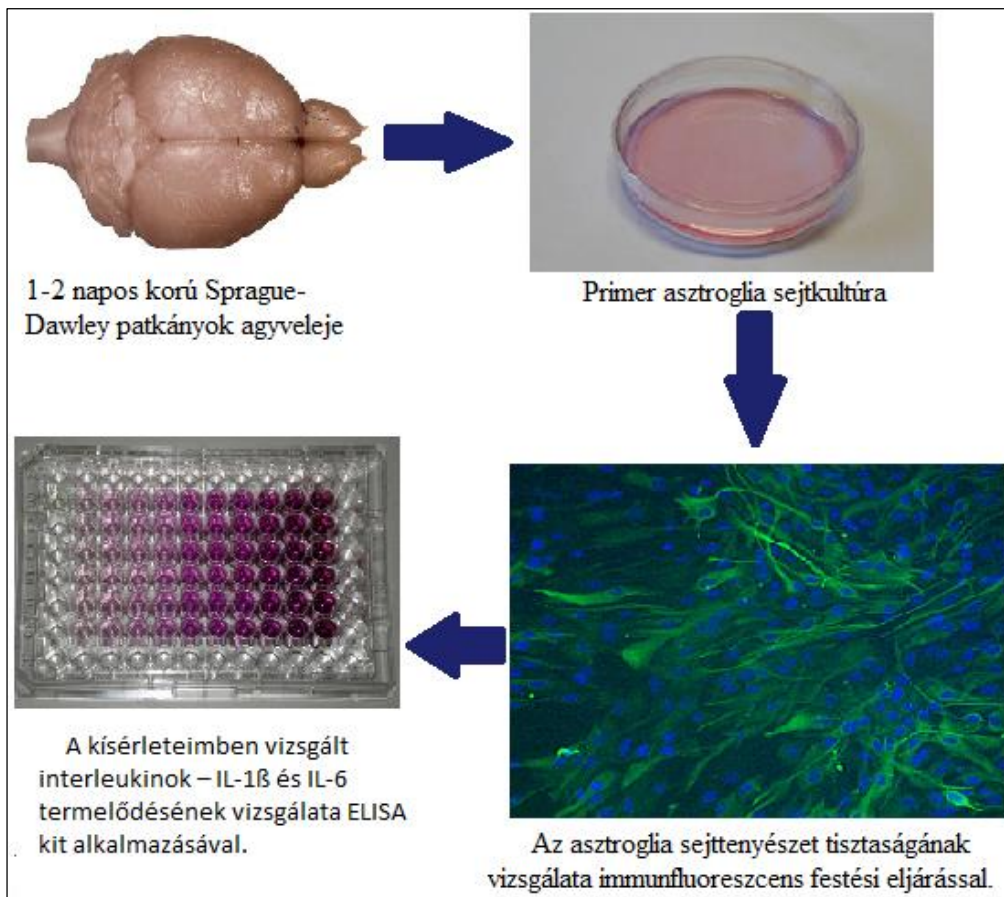 1-2 napos korú Sprague-
Dawley patkányok agyveleje
Primer asztroglia sejtkultúra
Az asztroglia sejttenyészet tisztaságának
vizsgálata immunfluoreszcens festési eljárással.
A kísérleteimben vizsgált
interleukinok – IL-1ß és IL-6
termelődésének vizsgálata ELISA
kit alkalmazásával.